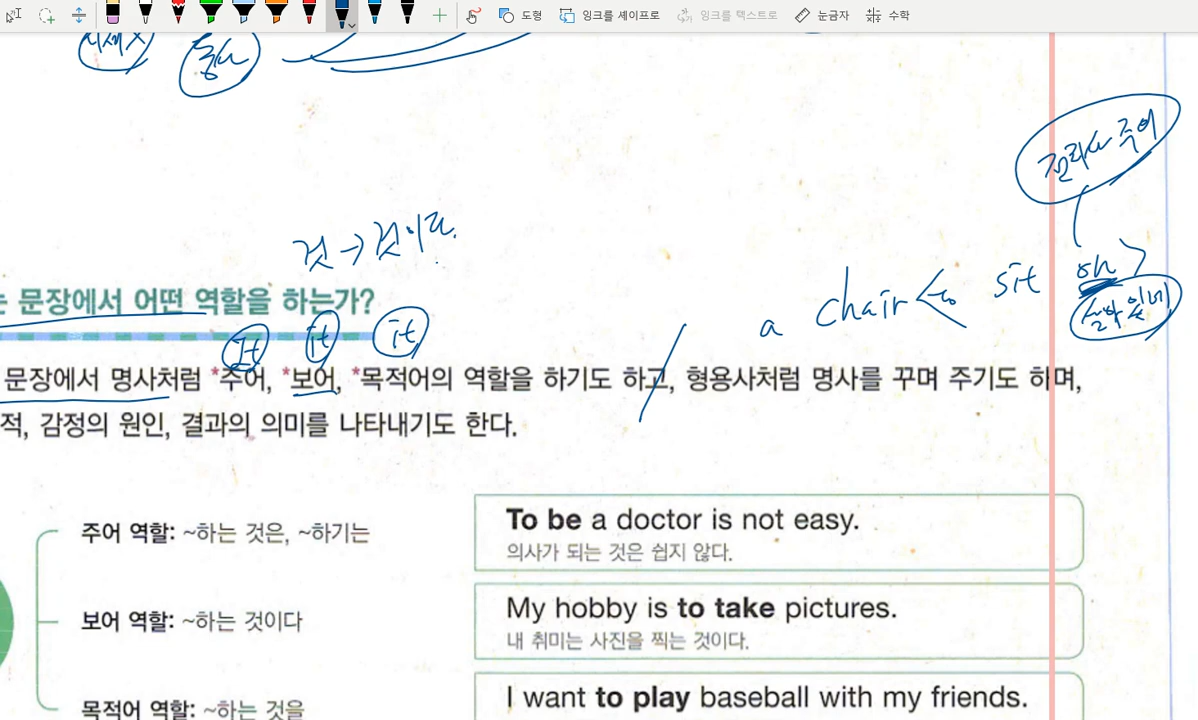 도형 잉크를 셰이프로 잉크를 텍스트로 눈금자 수학
동사
전치사 주어
것 → 것이다.
a chair < to sit on >
는 문장에서 어떤 역할을 하는가?
It it it
문장에서 명사처럼 *주어, *보어, *목적어의 역할을 하기도 하고, 형용사처럼 명사를 꾸며 주기도 하며,
적, 감정의 원인, 결과의 의미를 나타내기도 한다.
주어 역할: ~하는 것은, ~하기는
To be a doctor is not easy.
의사가 되는 것은 쉽지 않다.
보어 역할: ~하는 것이다
My hobby is to take pictures.
내 취미는 사진을 찍는 것이다.
목적어 역할: ~하는 것을
I want to play baseball with my friends.